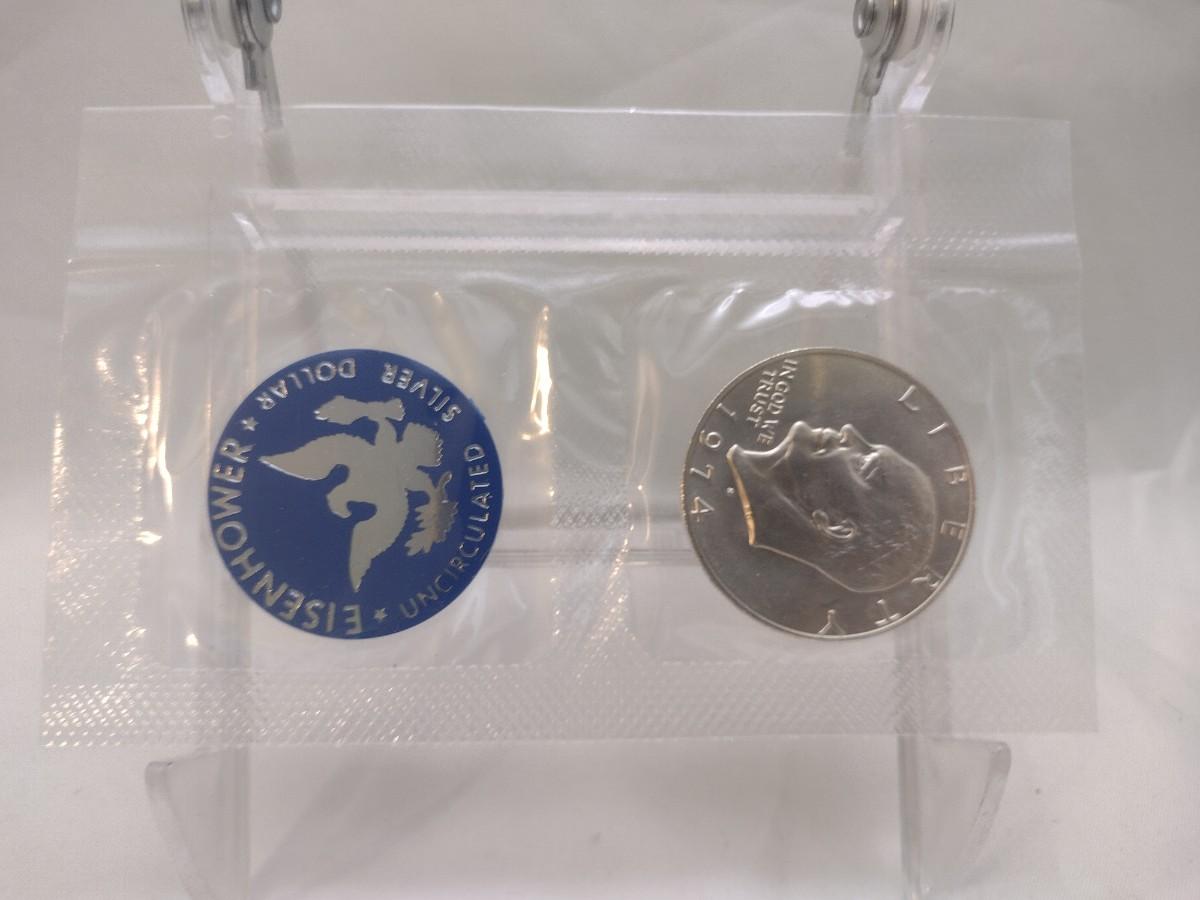 EISENHOWER
UNCIRCULATED
SILVER DOLLAR
LIBERTY
IN GOD WE
TRUST
1974